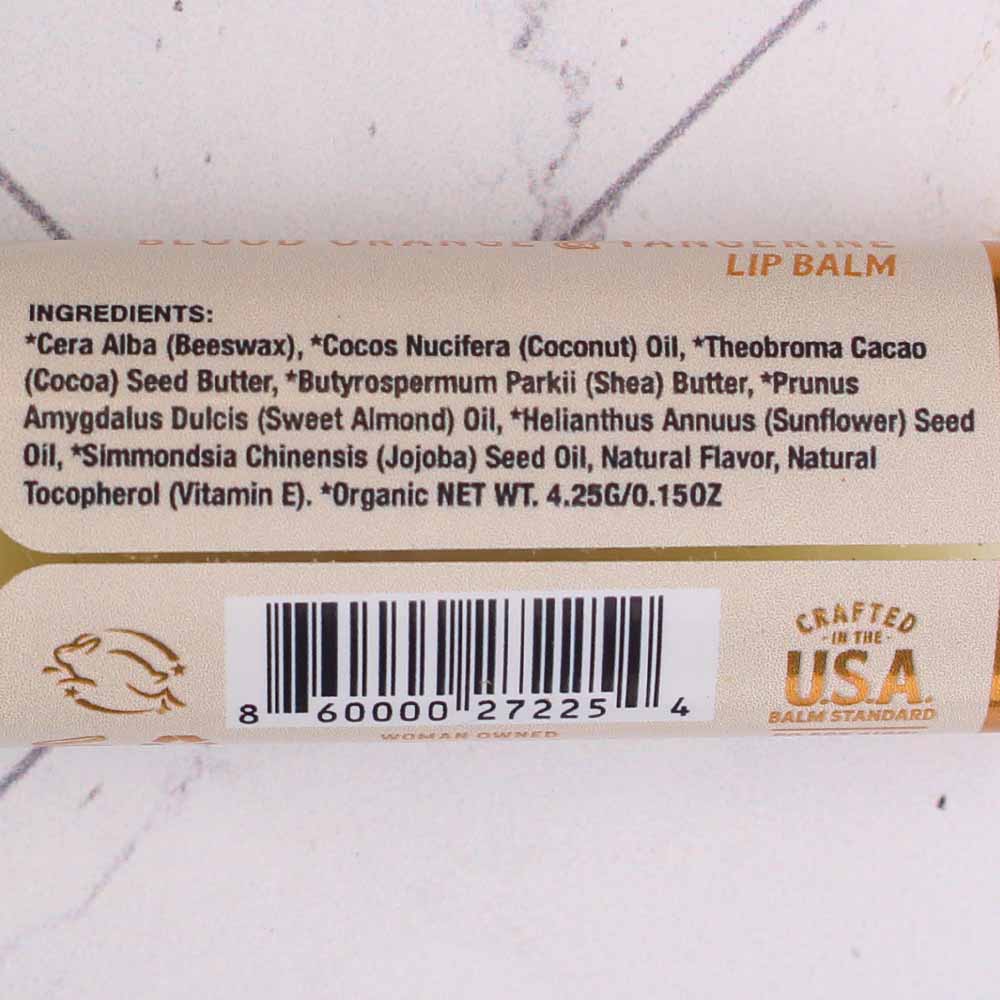 BLOOD ORANGE & TANGERINE
LIP BALM
INGREDIENTS:
*Cera Alba (Beeswax), *Cocos Nucifera (Coconut) Oil, *Theobroma Cacao
(Cocoa) Seed Butter, *Butyrospermum Parkii (Shea) Butter, *Prunus
Amygdalus Dulcis (Sweet Almond) Oil, *Helianthus Annuus (Sunflower) Seed
Oil, *Simmondsia Chinensis (Jojoba) Seed Oil, Natural Flavor, Natural
Tocopherol (Vitamin E). *Organic NET WT. 4.25G/0.15OZ
8 60000 27225 4
WOMAN OWNED
CRAFTED
- IN THE -
USA.
BALM STANDARD